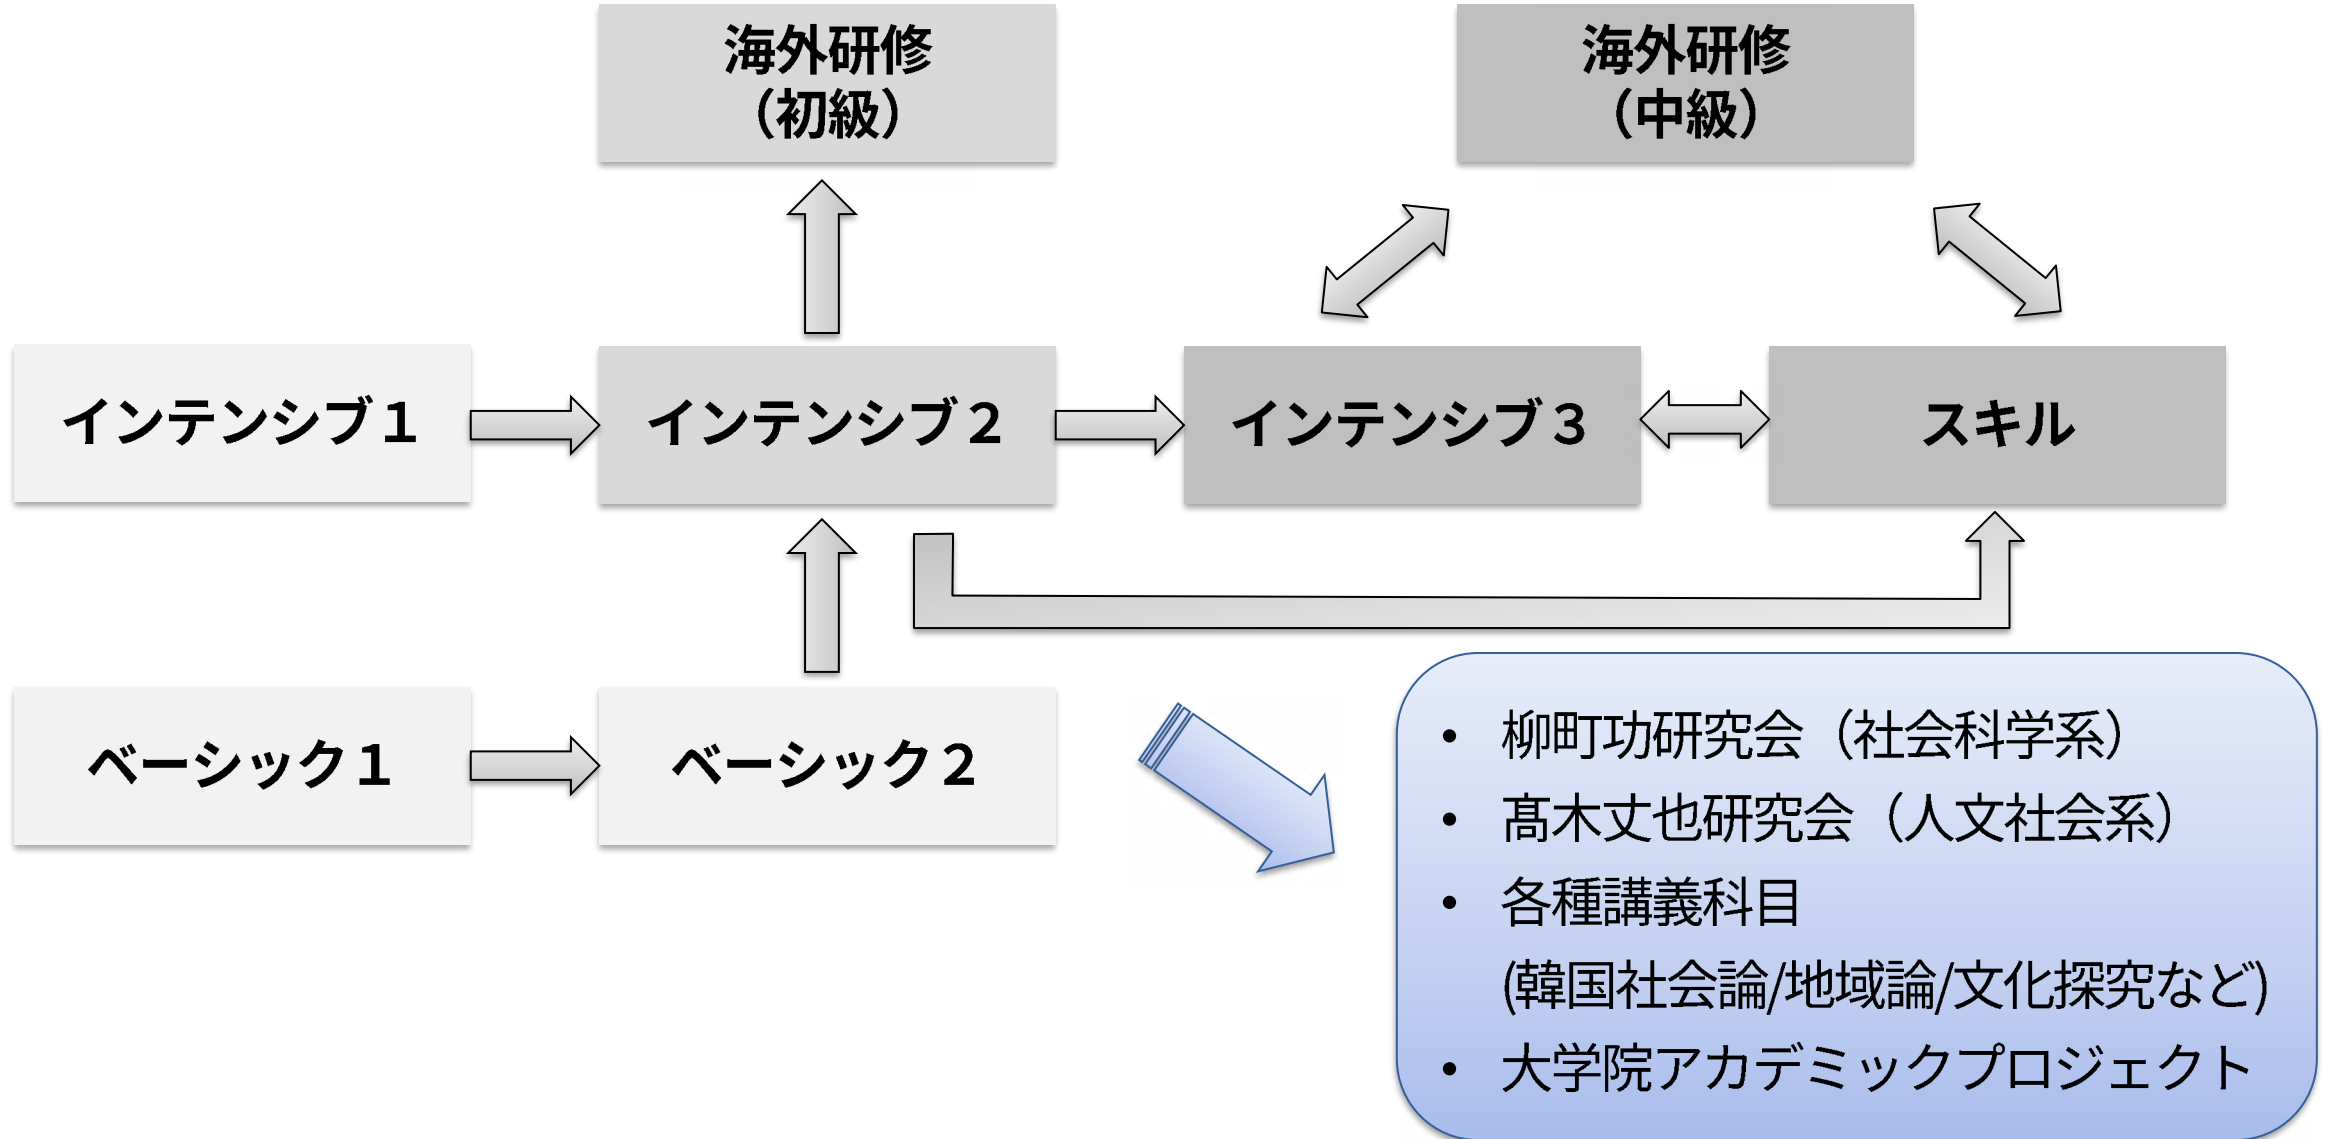 海外研修
（初級）
海外研修
（中級）
インテンシブ１
インテンシブ２
インテンシブ３
スキル
ベーシック１
ベーシック２
• 柳町功研究会（社会科学系）
• 髙木丈也研究会（人文社会系）
• 各種講義科目
(韓国社会論/地域論/文化探究など)
• 大学院アカデミックプロジェクト